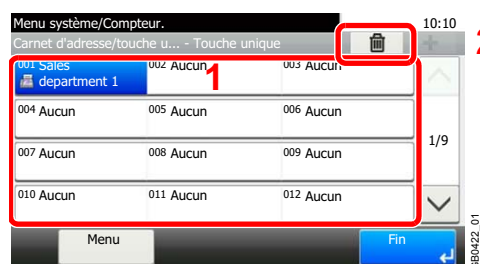 Menu système/Compteur.
10:10
Carnet d'adresse/touche u... - Touche unique
2
001 Sales department 1
002 Aucun
003 Aucun
1
004 Aucun
005 Aucun
006 Aucun
1/9
007 Aucun
008 Aucun
009 Aucun
010 Aucun
011 Aucun
012 Aucun
Menu
Fin